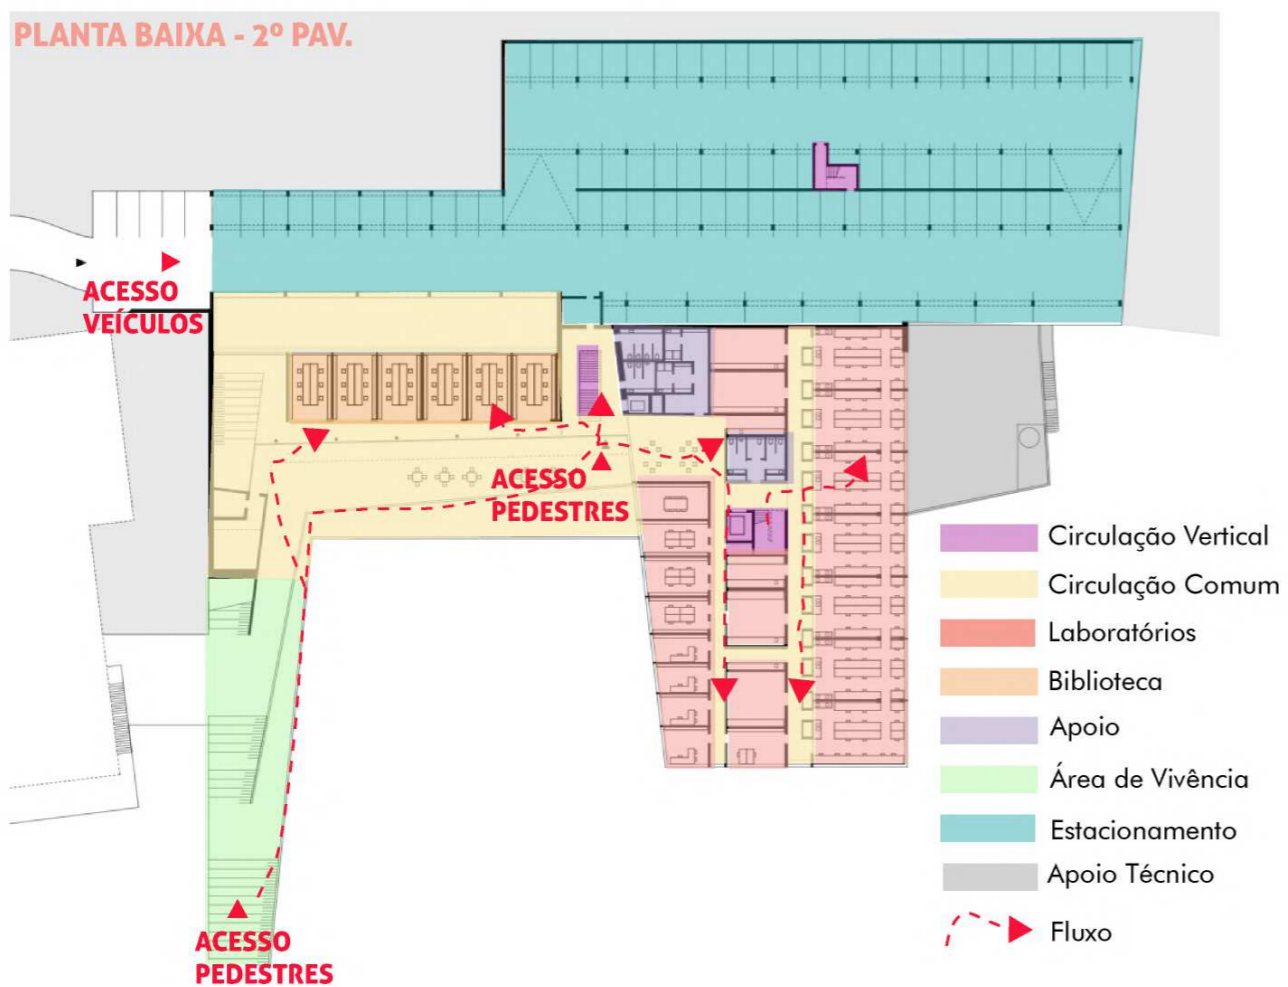 PLANTA BAIXA - 2º PAV.
ACESSO
VEÍCULOS
ACESSO
PEDESTRES
Circulação Vertical
Circulação Comum
Laboratórios
Biblioteca
Apoio
Área de Vivência
Estacionamento
Apoio Técnico
Fluxo
ACESSO
PEDESTRES